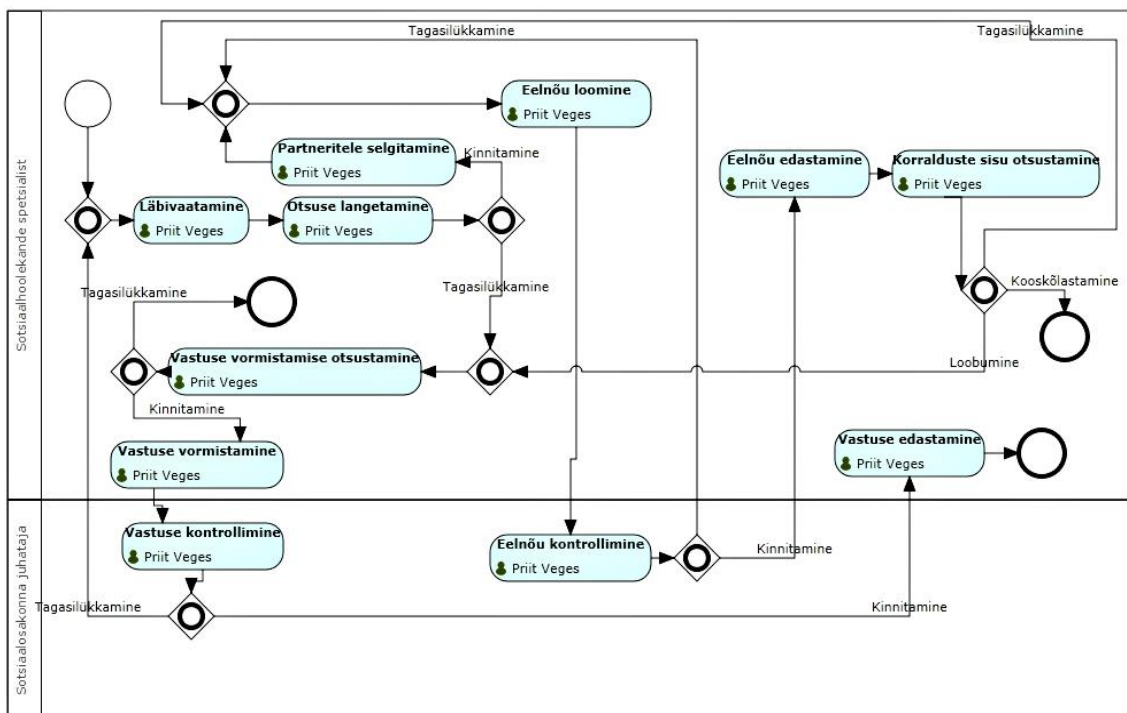 Tagasilükkamine
Tagasilükkamine
Eelnõu loomine
Priit Veges
Partneritele selgitamine
Priit Veges
Kinnitamine
Eelnõu edastamine
Priit Veges
Korralduste sisu otsustamine
Priit Veges
Läbivaatamine
Priit Veges
Otsuse langetamine
Priit Veges
Sotsiaalhoolekande spetsialist
Tagasilükkamine
Tagasilükkamine
Kooskõlastamine
Vastuse vormistamise otsustamine
Priit Veges
Loobumine
Kinnitamine
Vastuse vormistamine
Priit Veges
Vastuse edastamine
Priit Veges
Sotsiaalosakonna juhataja
Vastuse kontrollimine
Priit Veges
Eelnõu kontrollimine
Priit Veges
Kinnitamine
Tagasilükkamine
Kinnitamine